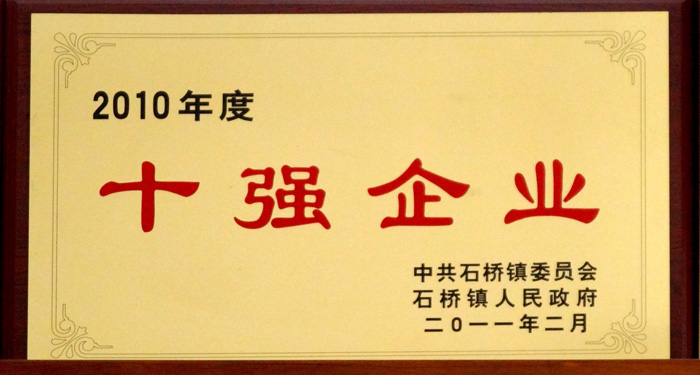 2010年度
十强企业
中共石桥镇委员会
石桥镇人民政府
二〇一一年二月